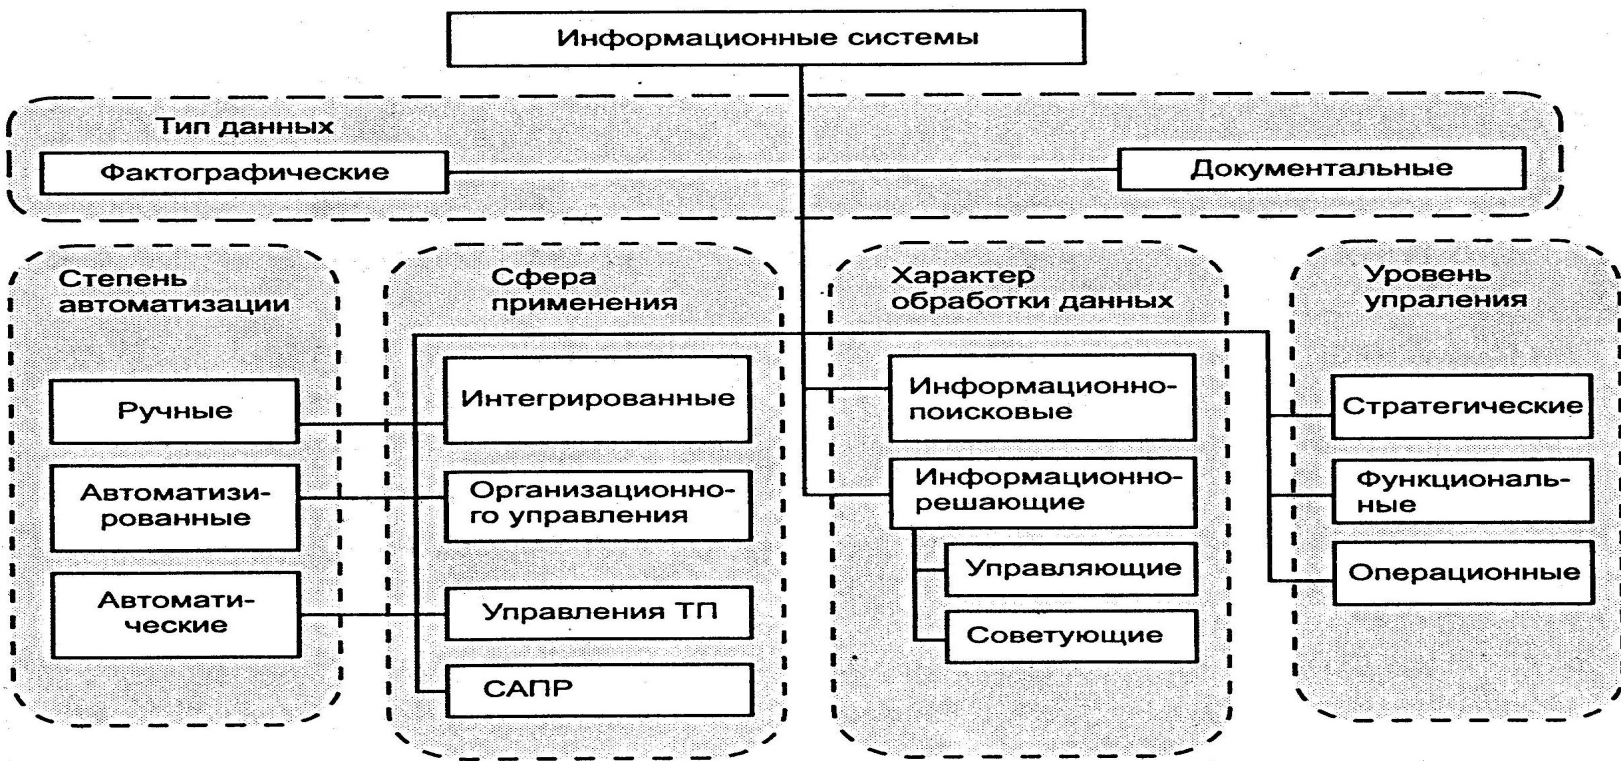 Информационные системы
Тип данных
Фактографические
Документальные
Степень
автоматизации
Ручные
Автоматизи-
рованные
Автомати-
ческие
Сфера
применения
Интегрированные
Организационно-
го управления
Управления ТП
САПР
Характер
обработки данных
Информационно-
поисковые
Информационно-
решающие
Управляющие
Советующие
Уровень
упраления
Стратегические
Функциональ-
ные
Операционные